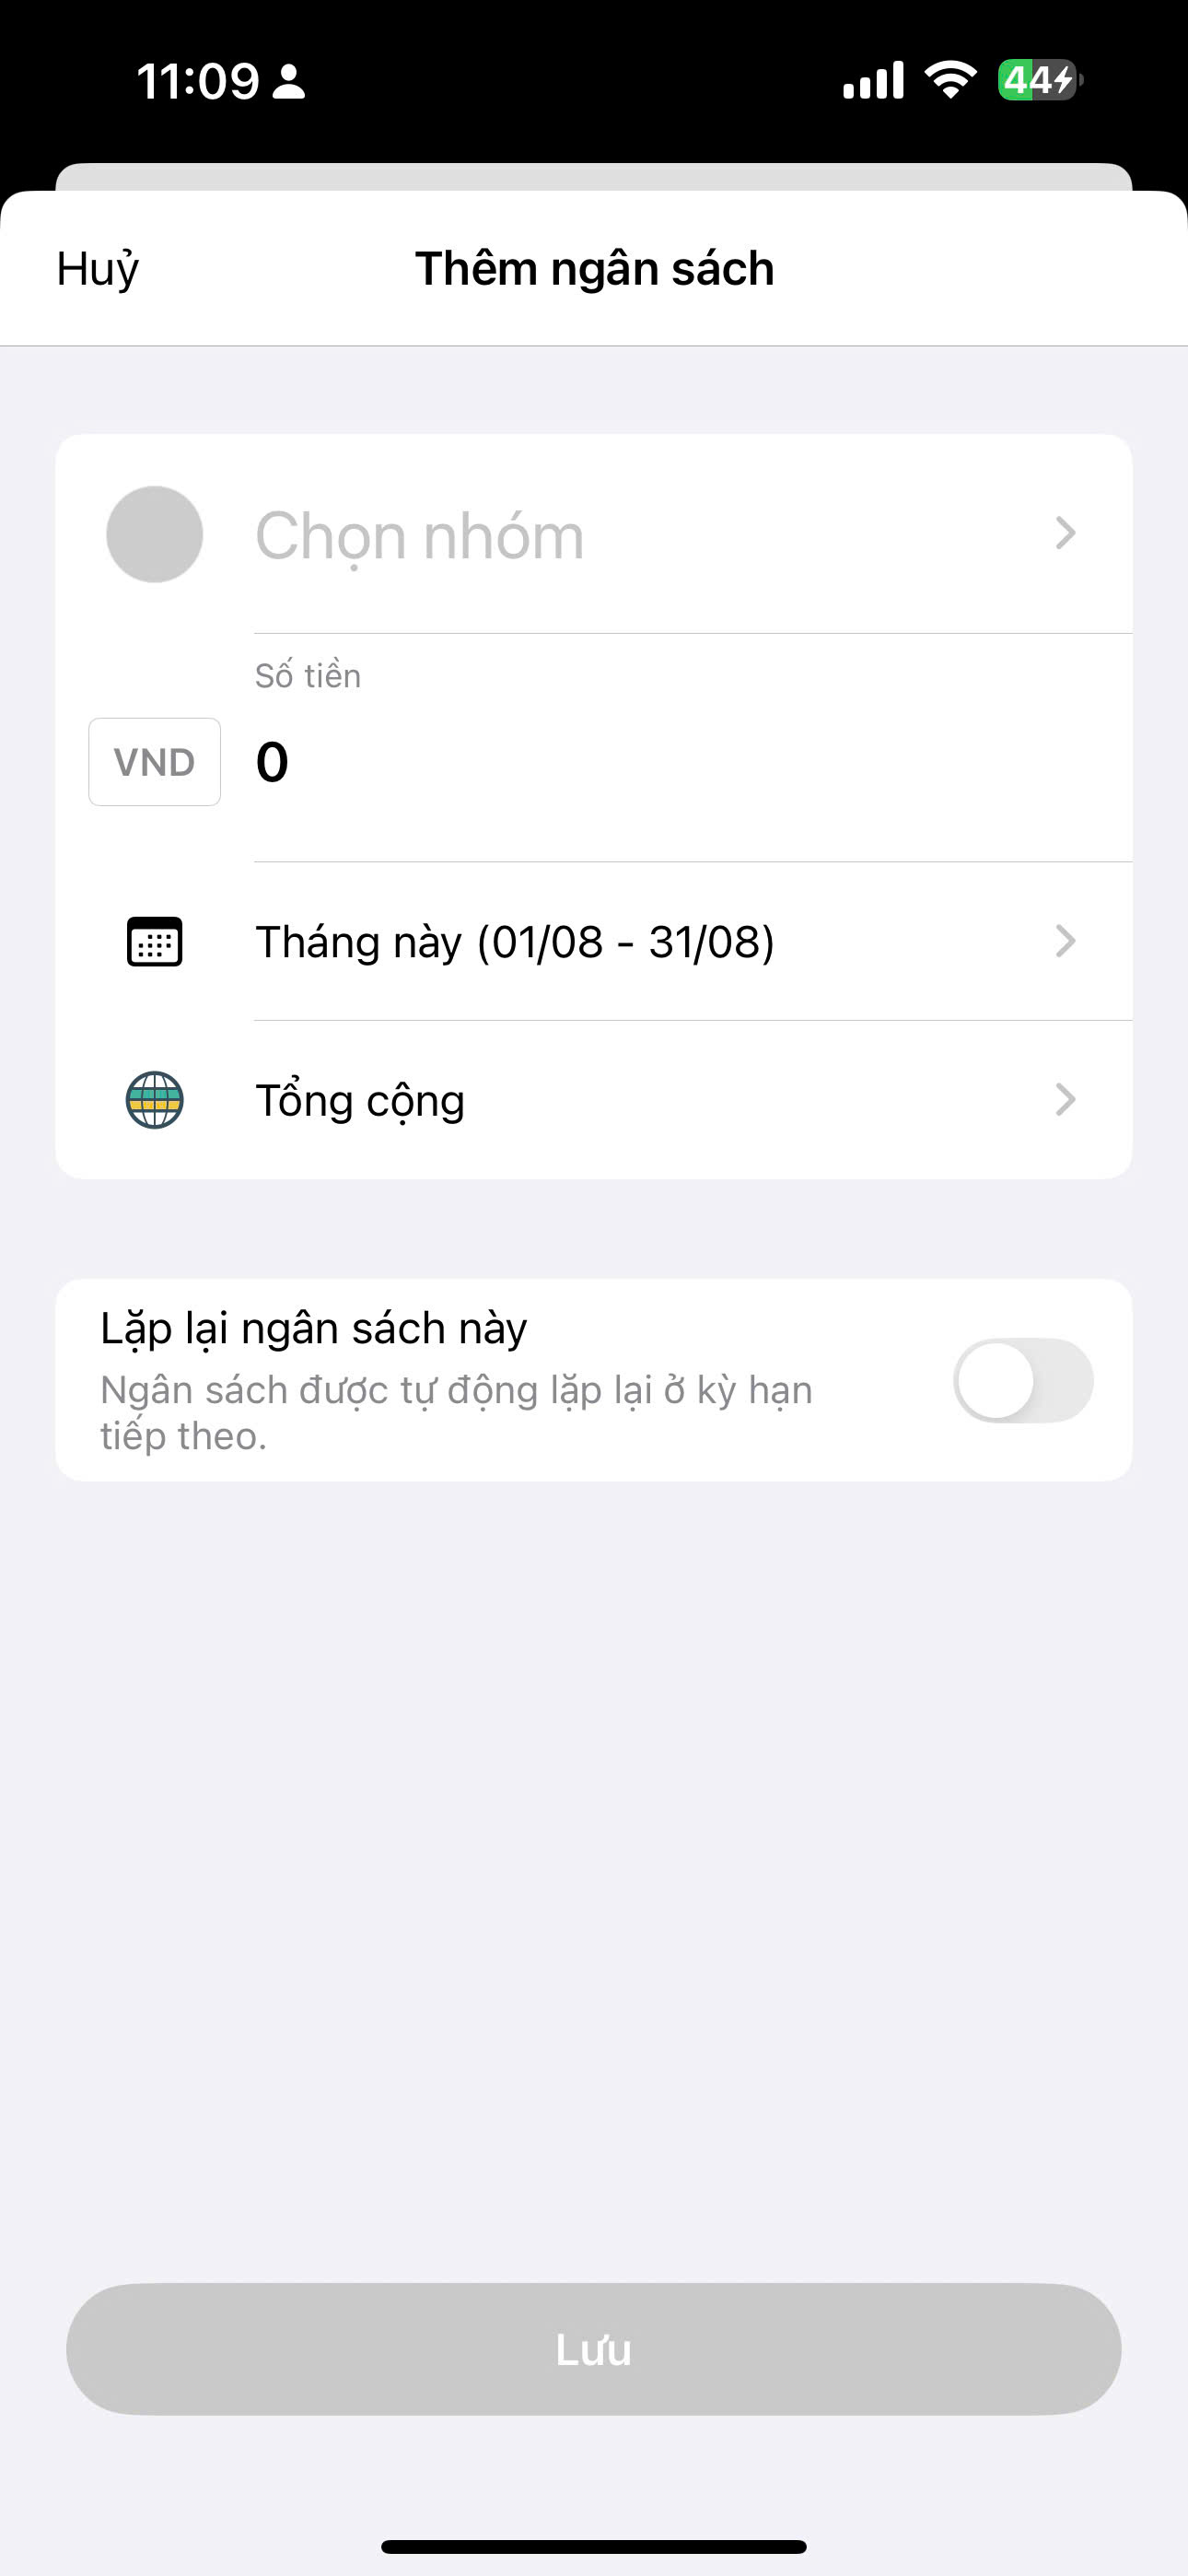 11:09
44
Huỷ
Thêm ngân sách
Chọn nhóm
Số tiền
VND
0
Tháng này (01/08 - 31/08)
Tổng cộng
Lặp lại ngân sách này
Ngân sách được tự động lặp lại ở kỳ hạn
tiếp theo.
Lưu